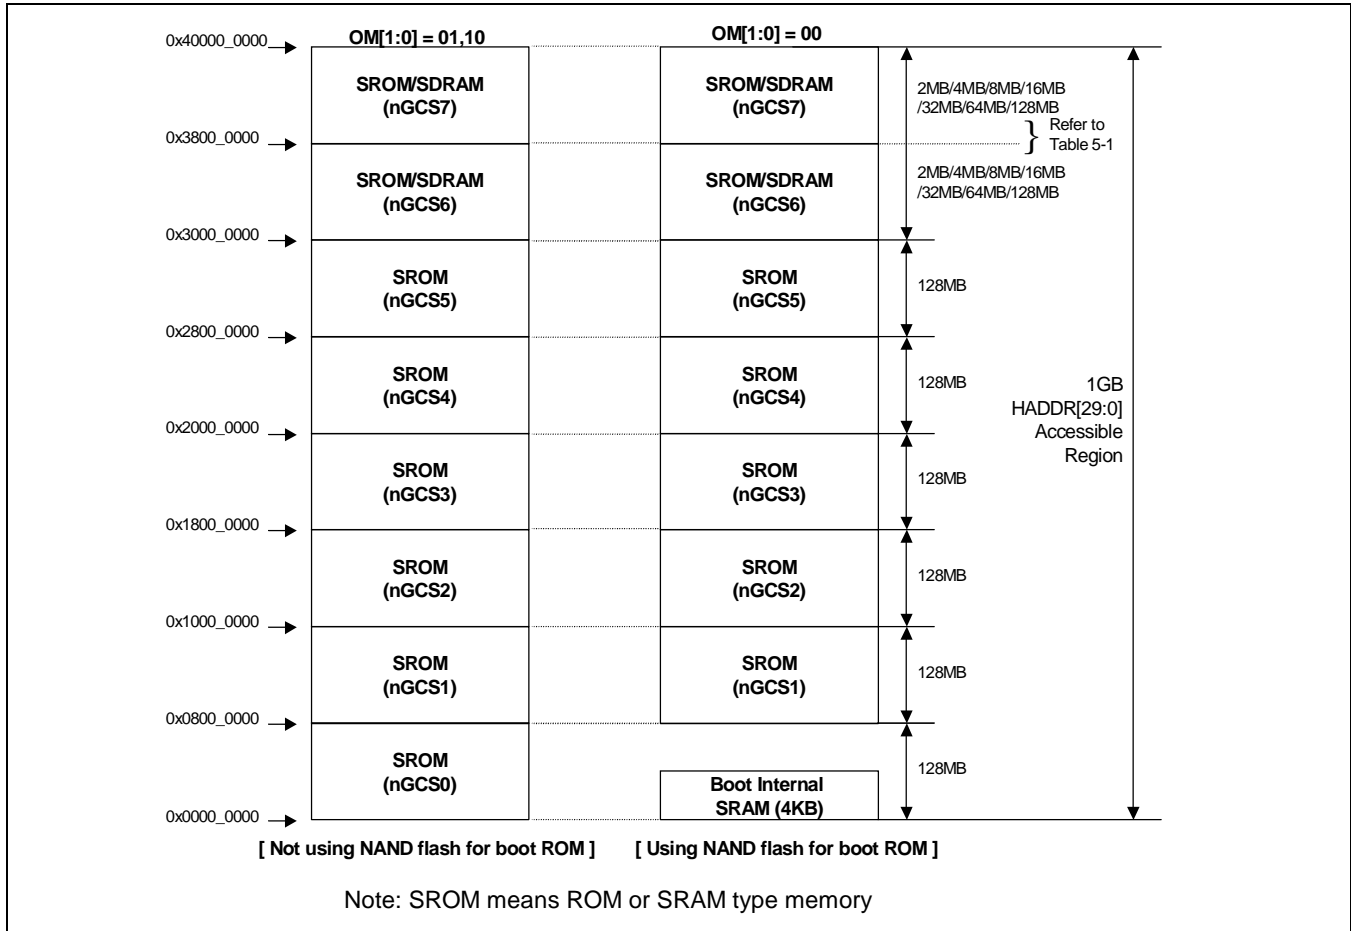 OM[1:0] = 01,10
OM[1:0] = 00
0x40000_0000
SROM/SDRAM
(nGCS7)
SROM/SDRAM
(nGCS7)
2MB/4MB/8MB/16MB
/32MB/64MB/128MB
Refer to
Table 5-1
0x3800_0000
SROM/SDRAM
(nGCS6)
SROM/SDRAM
(nGCS6)
2MB/4MB/8MB/16MB
/32MB/64MB/128MB
0x3000_0000
SROM
(nGCS5)
SROM
(nGCS5)
128MB
0x2800_0000
SROM
(nGCS4)
SROM
(nGCS4)
128MB
1GB
HADDR[29:0]
Accessible
Region
0x2000_0000
SROM
(nGCS3)
SROM
(nGCS3)
128MB
0x1800_0000
SROM
(nGCS2)
SROM
(nGCS2)
128MB
0x1000_0000
SROM
(nGCS1)
SROM
(nGCS1)
128MB
0x0800_0000
SROM
(nGCS0)
Boot Internal
SRAM (4KB)
128MB
0x0000_0000
[ Not using NAND flash for boot ROM ]
[ Using NAND flash for boot ROM ]
Note: SROM means ROM or SRAM type memory